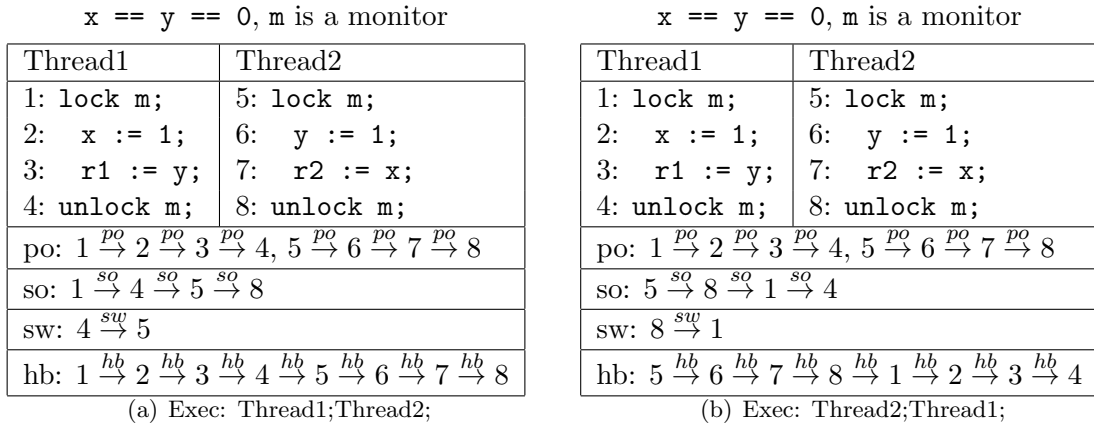 x == y == 0, m is a monitor
Thread1 Thread2
1: lock m; 5: lock m;
2: x := 1; 6: y := 1;
3: r1 := y; 7: r2 := x;
4: unlock m; 8: unlock m;
po: 1 po→ 2 po→ 3 po→ 4, 5 po→ 6 po→ 7 po→ 8
so: 1 so→ 4 so→ 5 so→ 8
sw: 4 sw→ 5
hb: 1 hb→ 2 hb→ 3 hb→ 4 hb→ 5 hb→ 6 hb→ 7 hb→ 8
(a) Exec: Thread1;Thread2;
x == y == 0, m is a monitor
Thread1 Thread2
1: lock m; 5: lock m;
2: x := 1; 6: y := 1;
3: r1 := y; 7: r2 := x;
4: unlock m; 8: unlock m;
po: 1 po→ 2 po→ 3 po→ 4, 5 po→ 6 po→ 7 po→ 8
so: 5 so→ 8 so→ 1 so→ 4
sw: 8 sw→ 1
hb: 5 hb→ 6 hb→ 7 hb→ 8 hb→ 1 hb→ 2 hb→ 3 hb→ 4
(b) Exec: Thread2;Thread1;